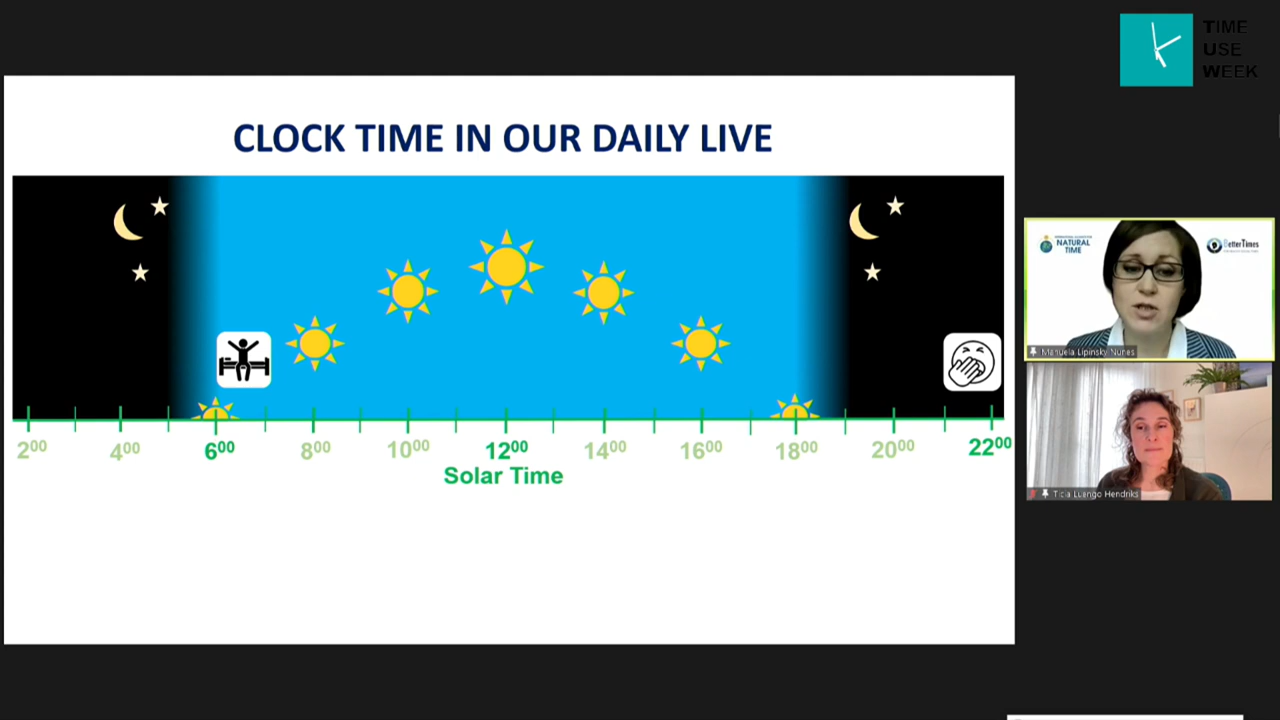 TIME
USE
WEEK
CLOCK TIME IN OUR DAILY LIVE
2⁰⁰ 4⁰⁰ 6⁰⁰ 8⁰⁰ 10⁰⁰ 12⁰⁰ 14⁰⁰ 16⁰⁰ 18⁰⁰ 20⁰⁰ 22⁰⁰
Solar Time
NATURAL
TIME
BetterTimes
Manuela Lipinsky Nunes
Ticia Luengo Hendriks